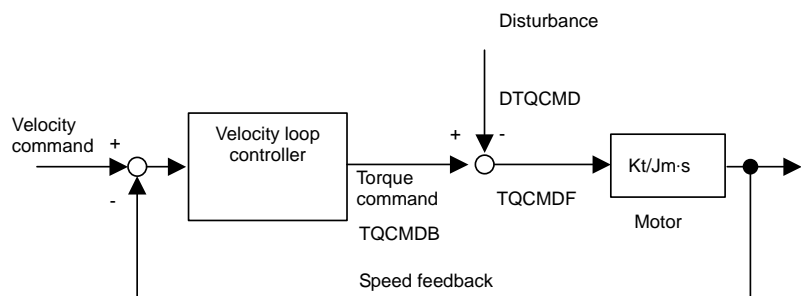 Disturbance
DTQCMD
Velocity
command
+
-
Velocity loop
controller
+
-
Torque
command
TQCMDB
TQCMDF
Kt/Jm·s
Motor
Speed feedback